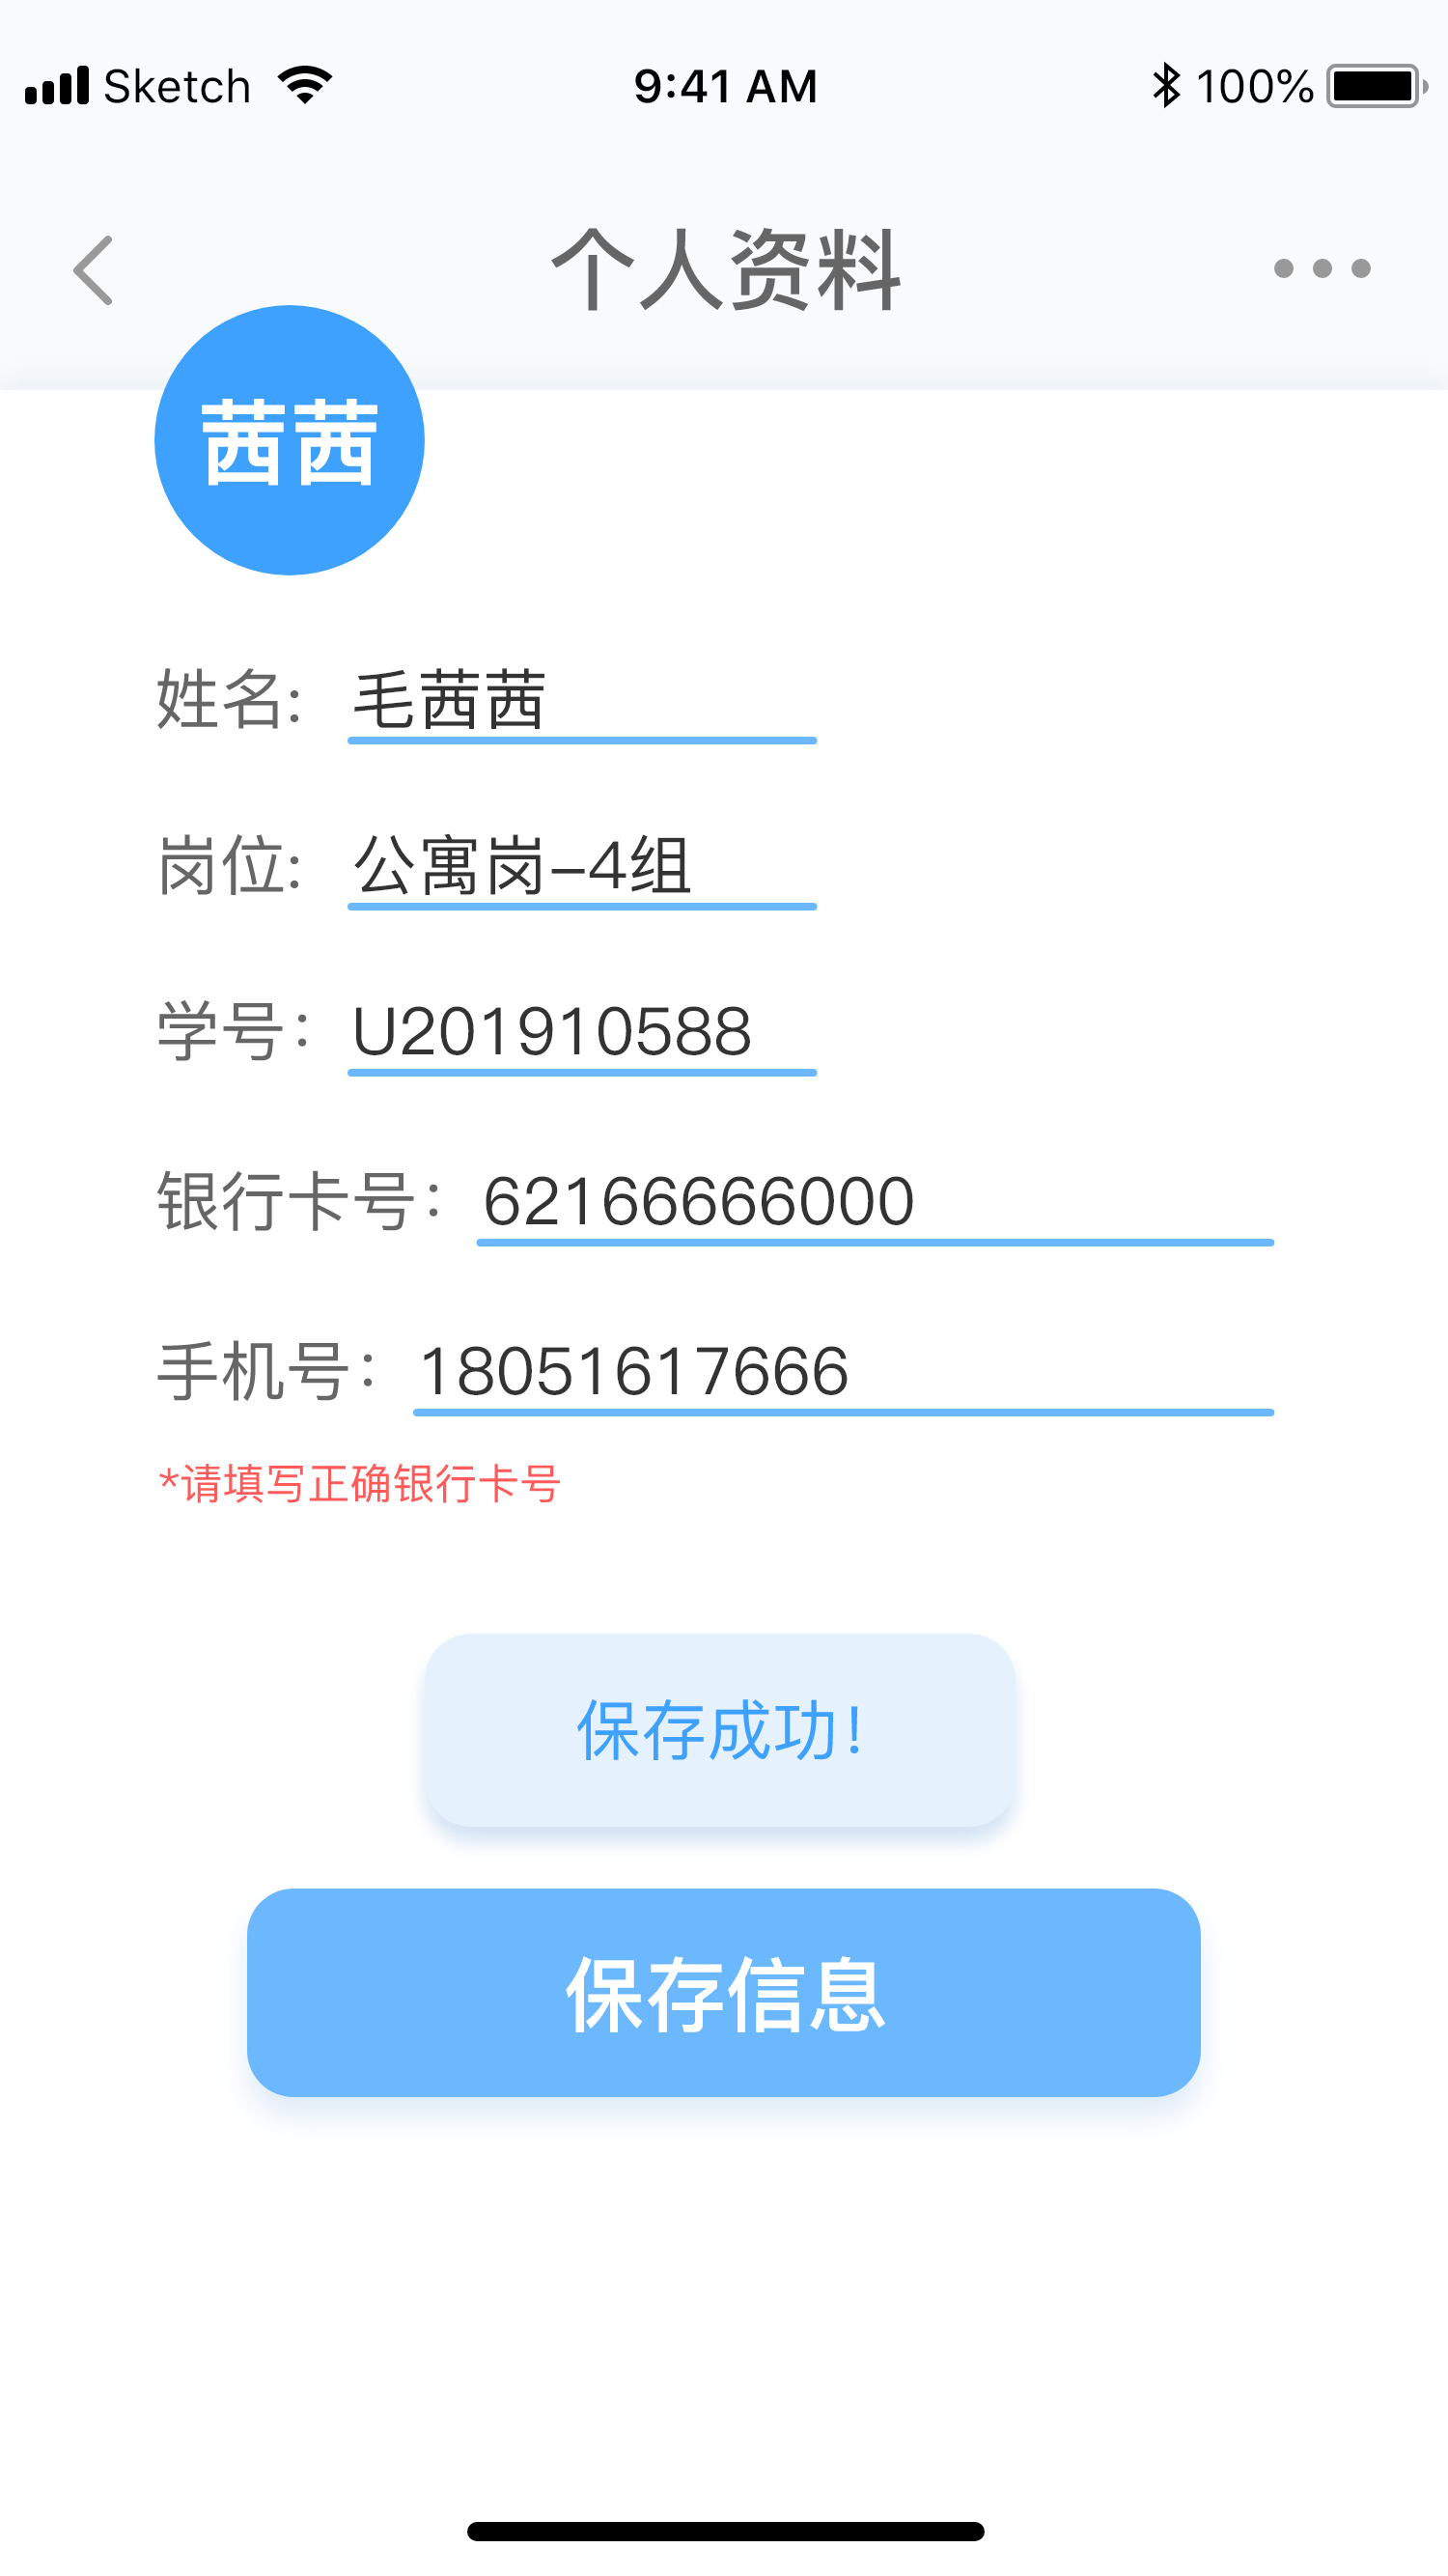 Sketch 9:41 AM 100%
个人资料
茜茜
姓名: 毛茜茜
岗位: 公寓岗-4组
学号: U201910588
银行卡号: 62166666000
手机号: 18051617666
*请填写正确银行卡号
保存成功!
保存信息